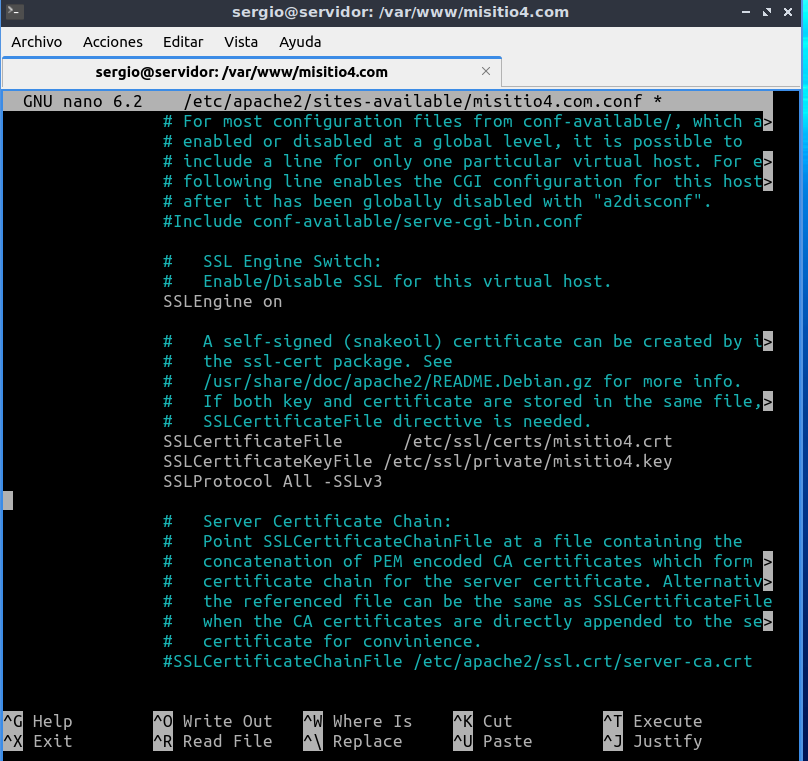 sergio@servidor: /var/www/misitio4.com
Archivo Acciones Editar Vista Ayuda
sergio@servidor: /var/www/misitio4.com
GNU nano 6.2 /etc/apache2/sites-available/misitio4.com.conf *
# For most configuration files from conf-available/, which a>
# enabled or disabled at a global level, it is possible to
# include a line for only one particular virtual host. For e>
# following line enables the CGI configuration for this host>
# after it has been globally disabled with "a2disconf".
#Include conf-available/serve-cgi-bin.conf
# SSL Engine Switch:
# Enable/Disable SSL for this virtual host.
SSLEngine on
# A self-signed (snakeoil) certificate can be created by i>
# the ssl-cert package. See
# /usr/share/doc/apache2/README.Debian.gz for more info.
# If both key and certificate are stored in the same file,>
# SSLCertificateFile directive is needed.
SSLCertificateFile /etc/ssl/certs/misitio4.crt
SSLCertificateKeyFile /etc/ssl/private/misitio4.key
SSLProtocol All -SSLv3
# Server Certificate Chain:
# Point SSLCertificateChainFile at a file containing the
# concatenation of PEM encoded CA certificates which form >
# certificate chain for the server certificate. Alternativ>
# the referenced file can be the same as SSLCertificateFile
# when the CA certificates are directly appended to the se>
# certificate for convinience.
#SSLCertificateChainFile /etc/apache2/ssl.crt/server-ca.crt
^G Help ^O Write Out ^W Where Is ^K Cut ^T Execute
^X Exit ^R Read File ^\ Replace ^U Paste ^J Justify